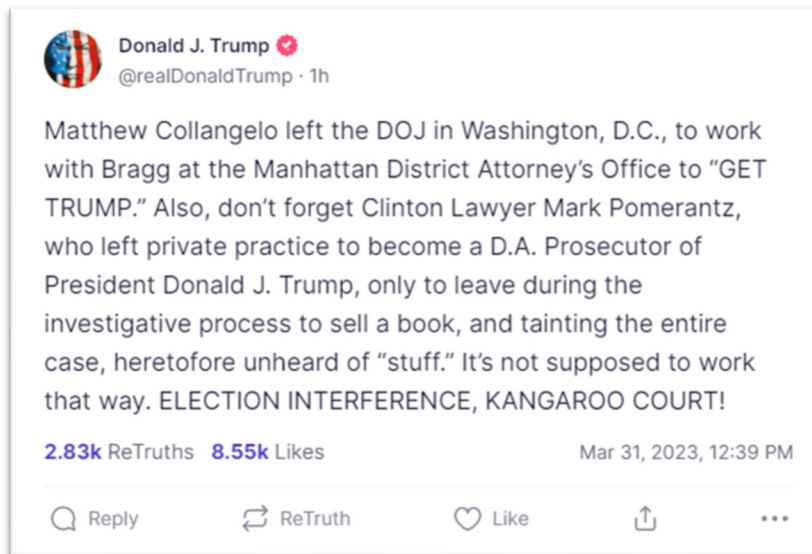 Donald J. Trump
@realDonaldTrump · 1h
Matthew Collangelo left the DOJ in Washington, D.C., to work
with Bragg at the Manhattan District Attorney’s Office to “GET
TRUMP.” Also, don’t forget Clinton Lawyer Mark Pomerantz,
who left private practice to become a D.A. Prosecutor of
President Donald J. Trump, only to leave during the
investigative process to sell a book, and tainting the entire
case, heretofore unheard of “stuff.” It’s not supposed to work
that way. ELECTION INTERFERENCE, KANGAROO COURT!
2.83k ReTruths 8.55k Likes Mar 31, 2023, 12:39 PM
Reply ReTruth Like